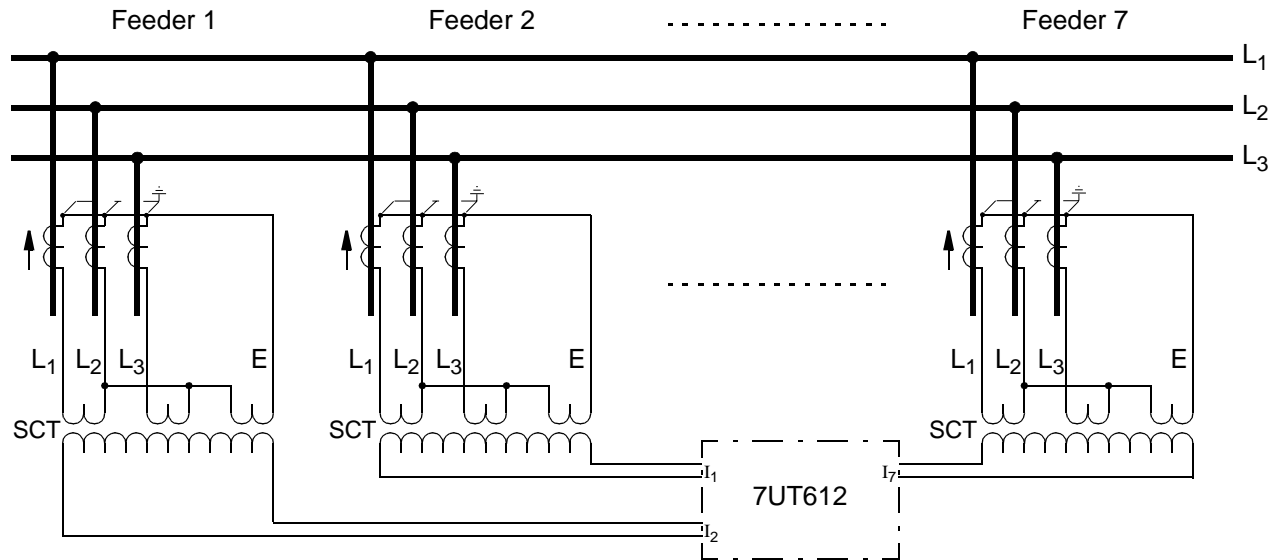 Feeder 1
Feeder 2
Feeder 7
L1
L2
L3
L1 L2 L3 E
L1 L2 L3 E
L1 L2 L3 E
SCT
SCT
SCT
I1
I7
7UT612
I2